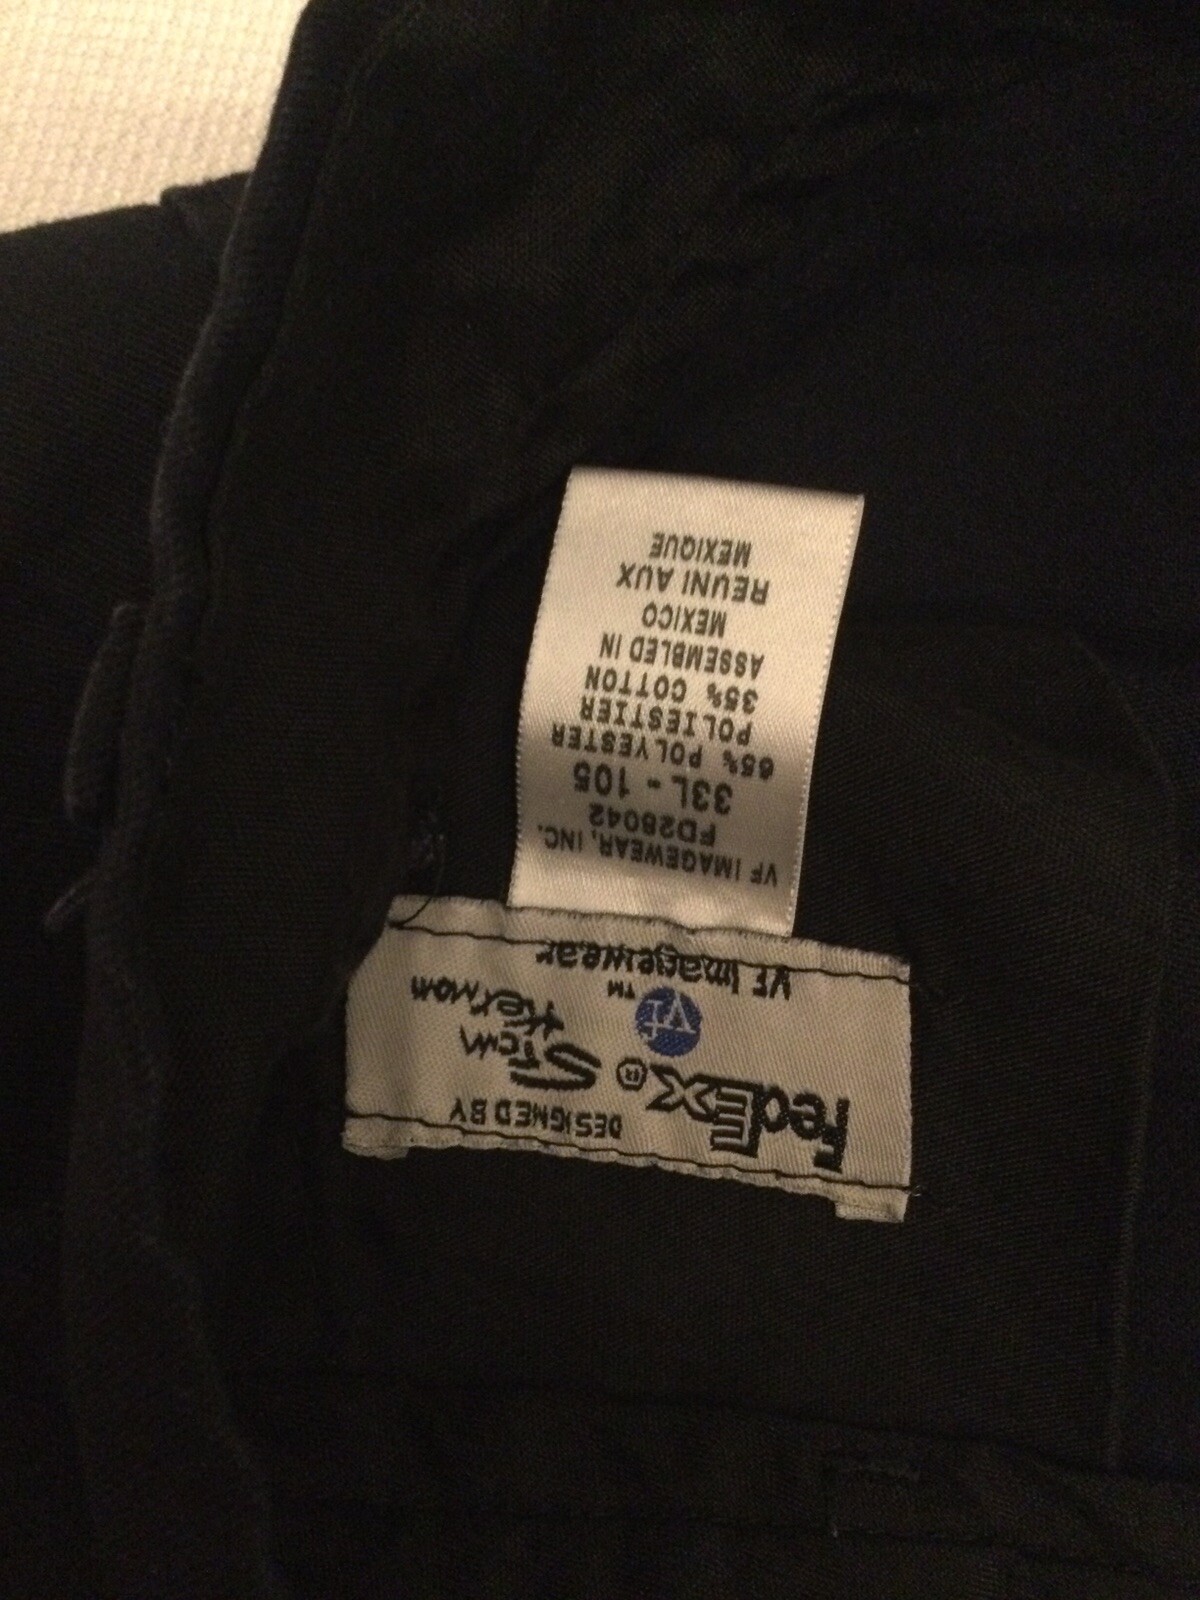 FedEx®
DESIGNED BY
Stan
Herman
vf ™
VF Imagewear
VF IMAGEWEAR, INC.
FD28042
33L - 105
65% POLYESTER
POLIESTIER
35% COTTON
ASSEMBLED IN
MEXICO
REUNI AUX
MEXIQUE